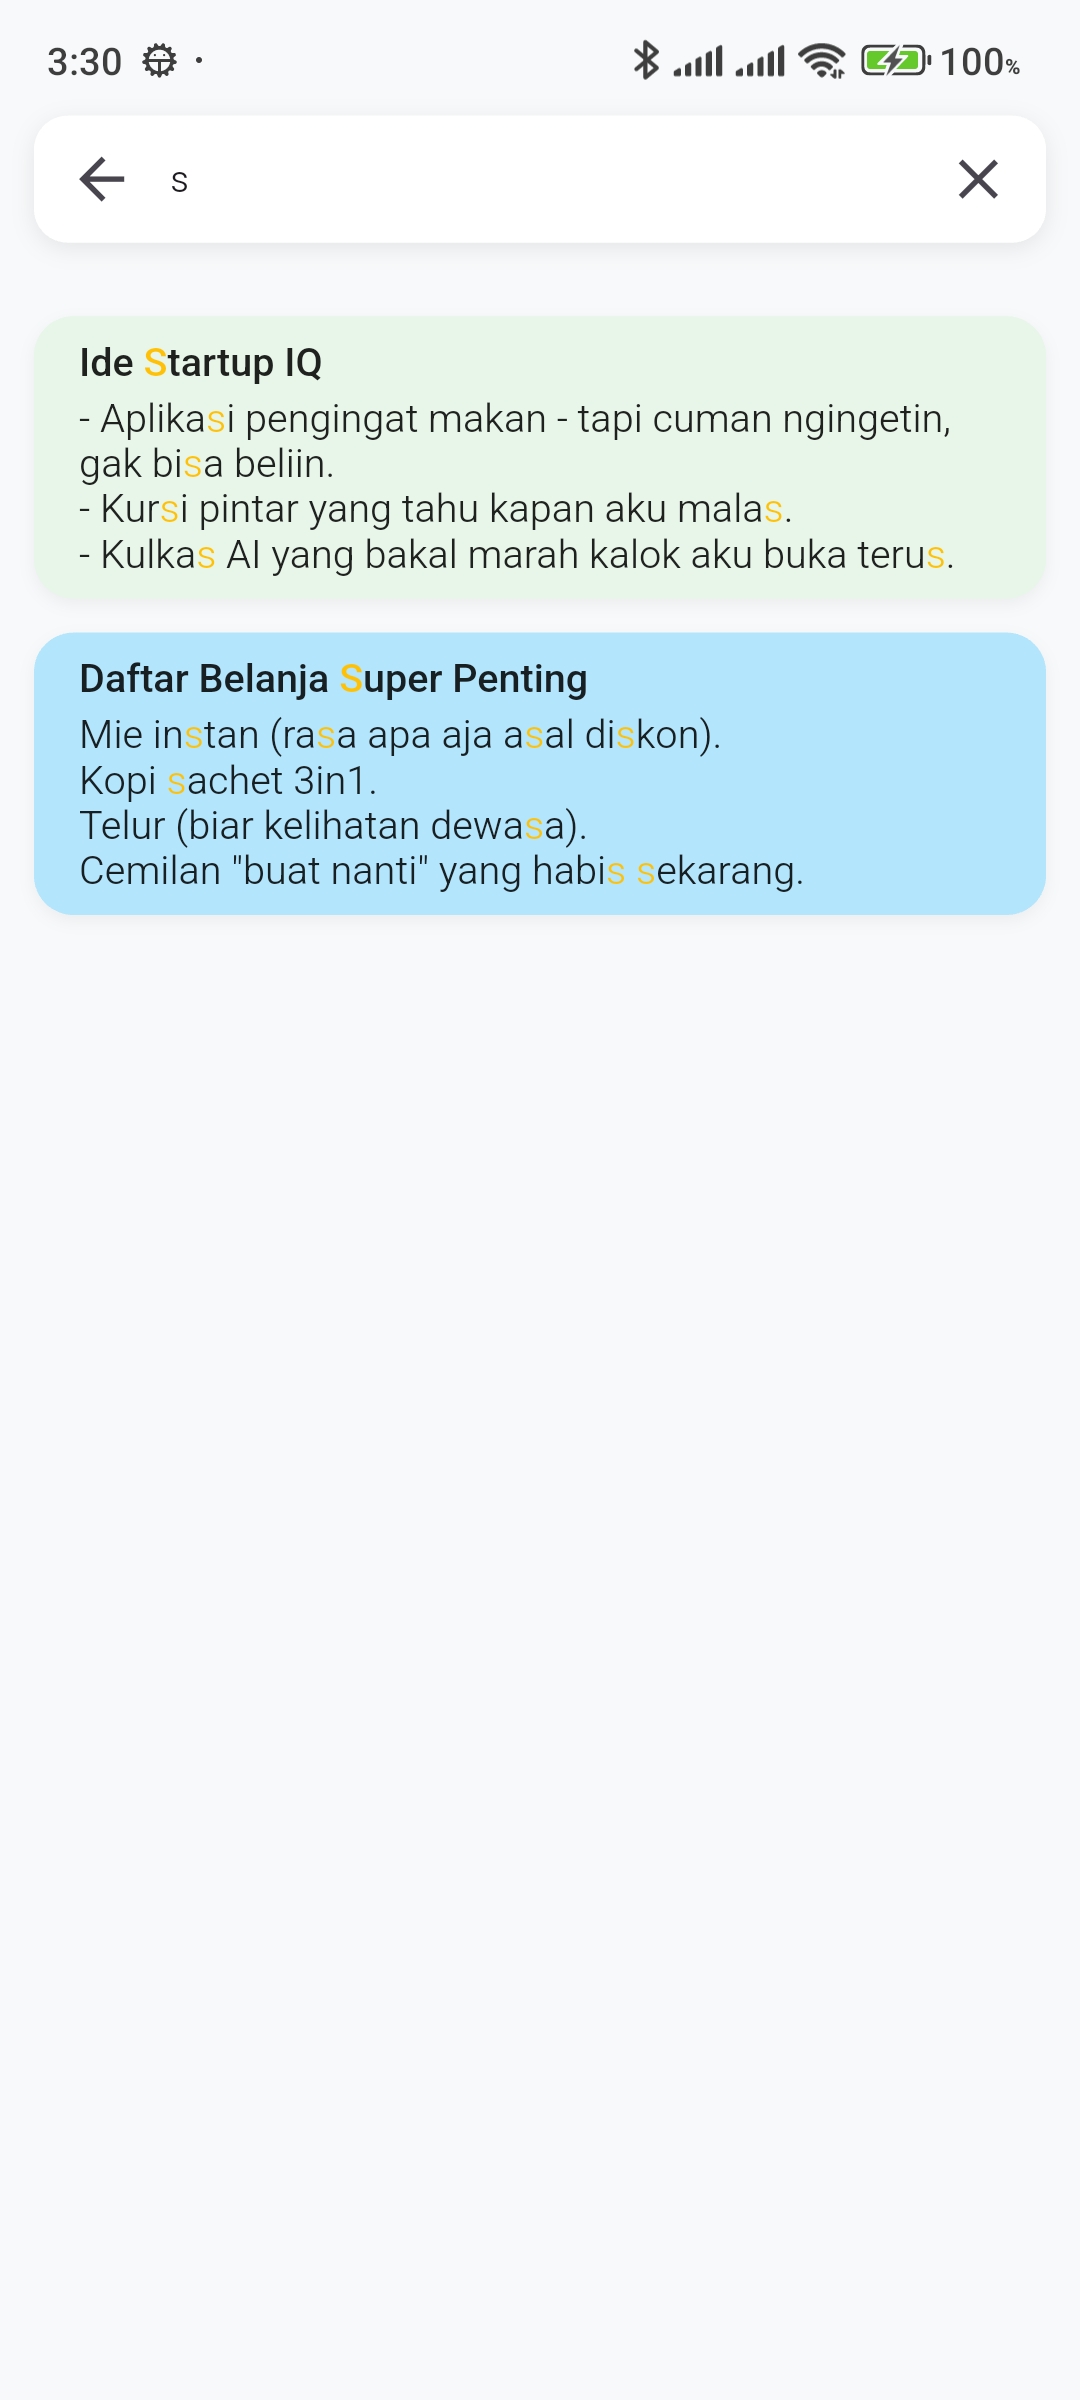 3:30
100%
s
Ide Startup IQ
- Aplikasi pengingat makan - tapi cuman ngingetin,
gak bisa beliin.
- Kursi pintar yang tahu kapan aku malas.
- Kulkas AI yang bakal marah kalok aku buka terus.
Daftar Belanja Super Penting
Mie instan (rasa apa aja asal diskon).
Kopi sachet 3in1.
Telur (biar kelihatan dewasa).
Cemilan "buat nanti" yang habis sekarang.